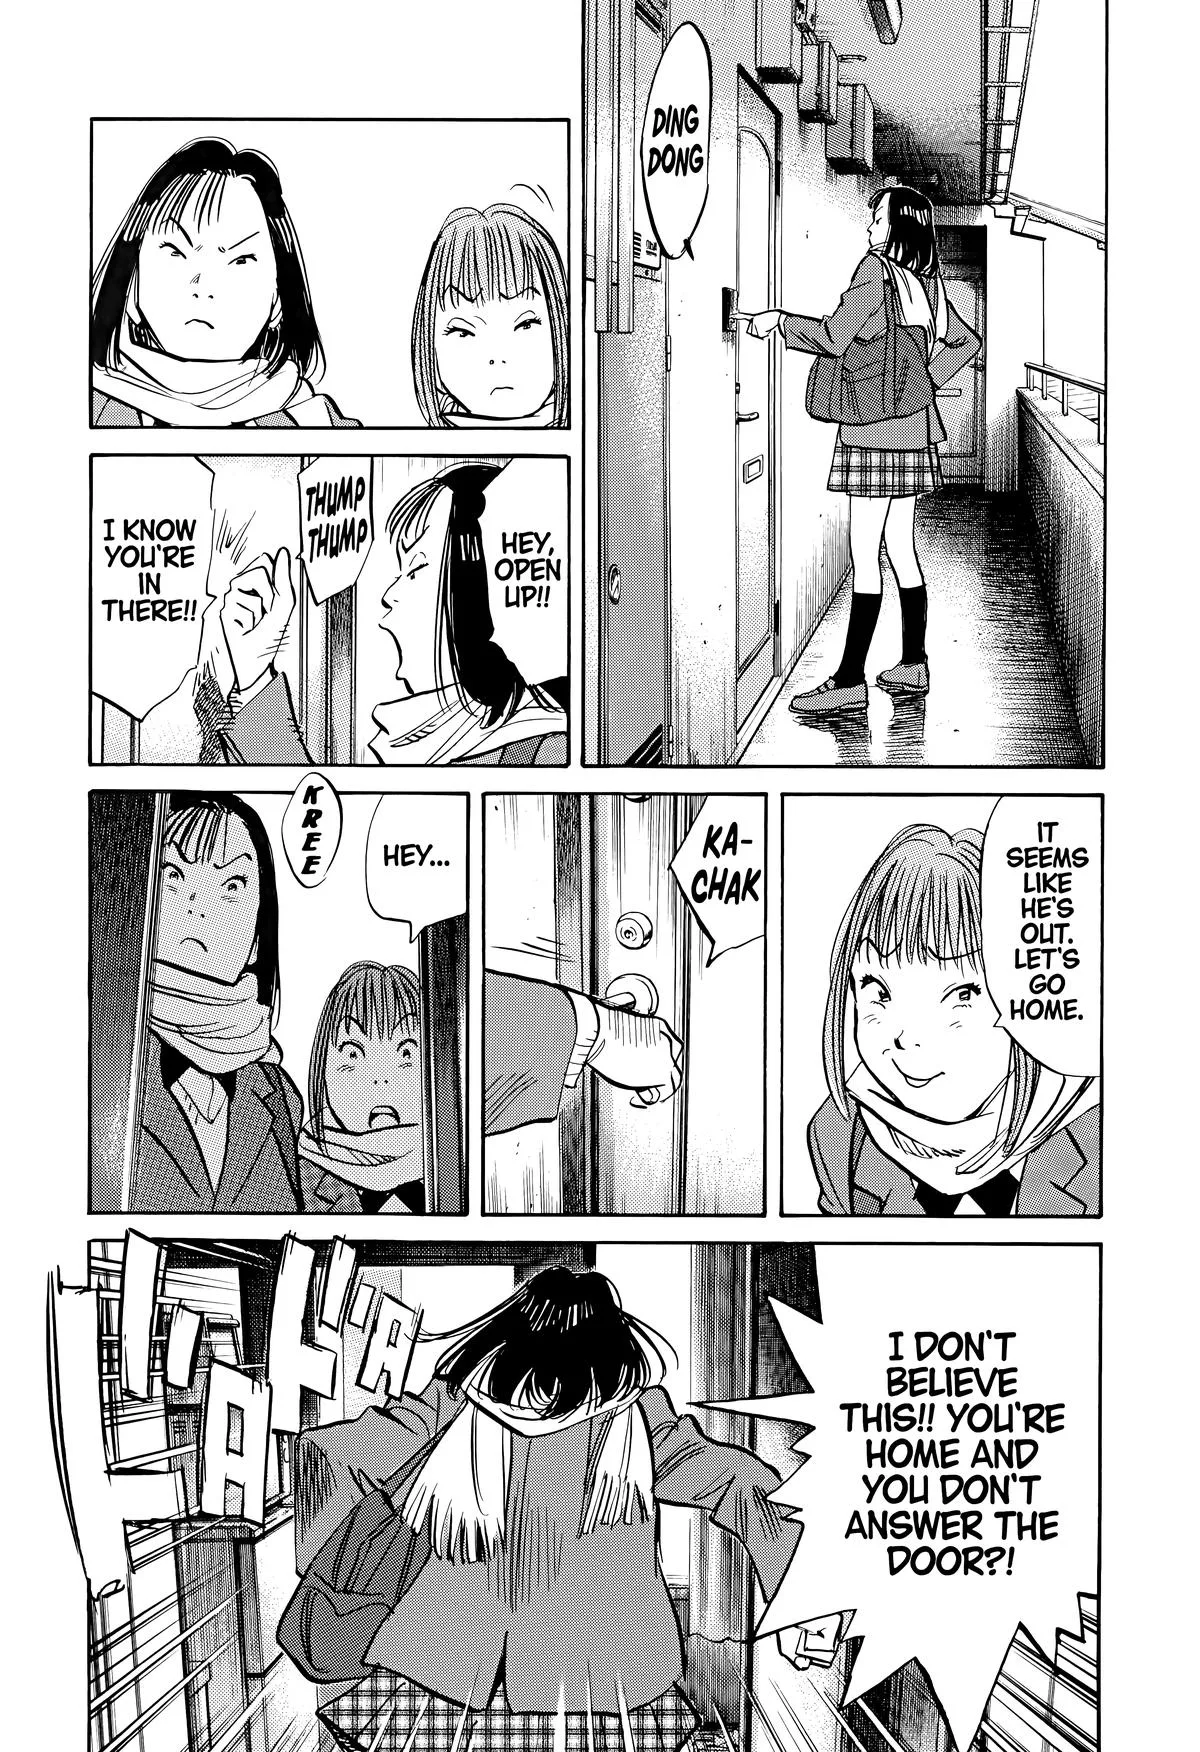 DING
DONG
HEY,
OPEN
UP!!
THUMP
THUMP
I KNOW
YOU'RE
IN
THERE!!
IT
SEEMS
LIKE
HE'S
OUT.
LET'S
GO
HOME.
KA-
CHAK
HEY...
KREE
I DON'T
BELIEVE
THIS!! YOU'RE
HOME AND
YOU DON'T
ANSWER THE
DOOR?!